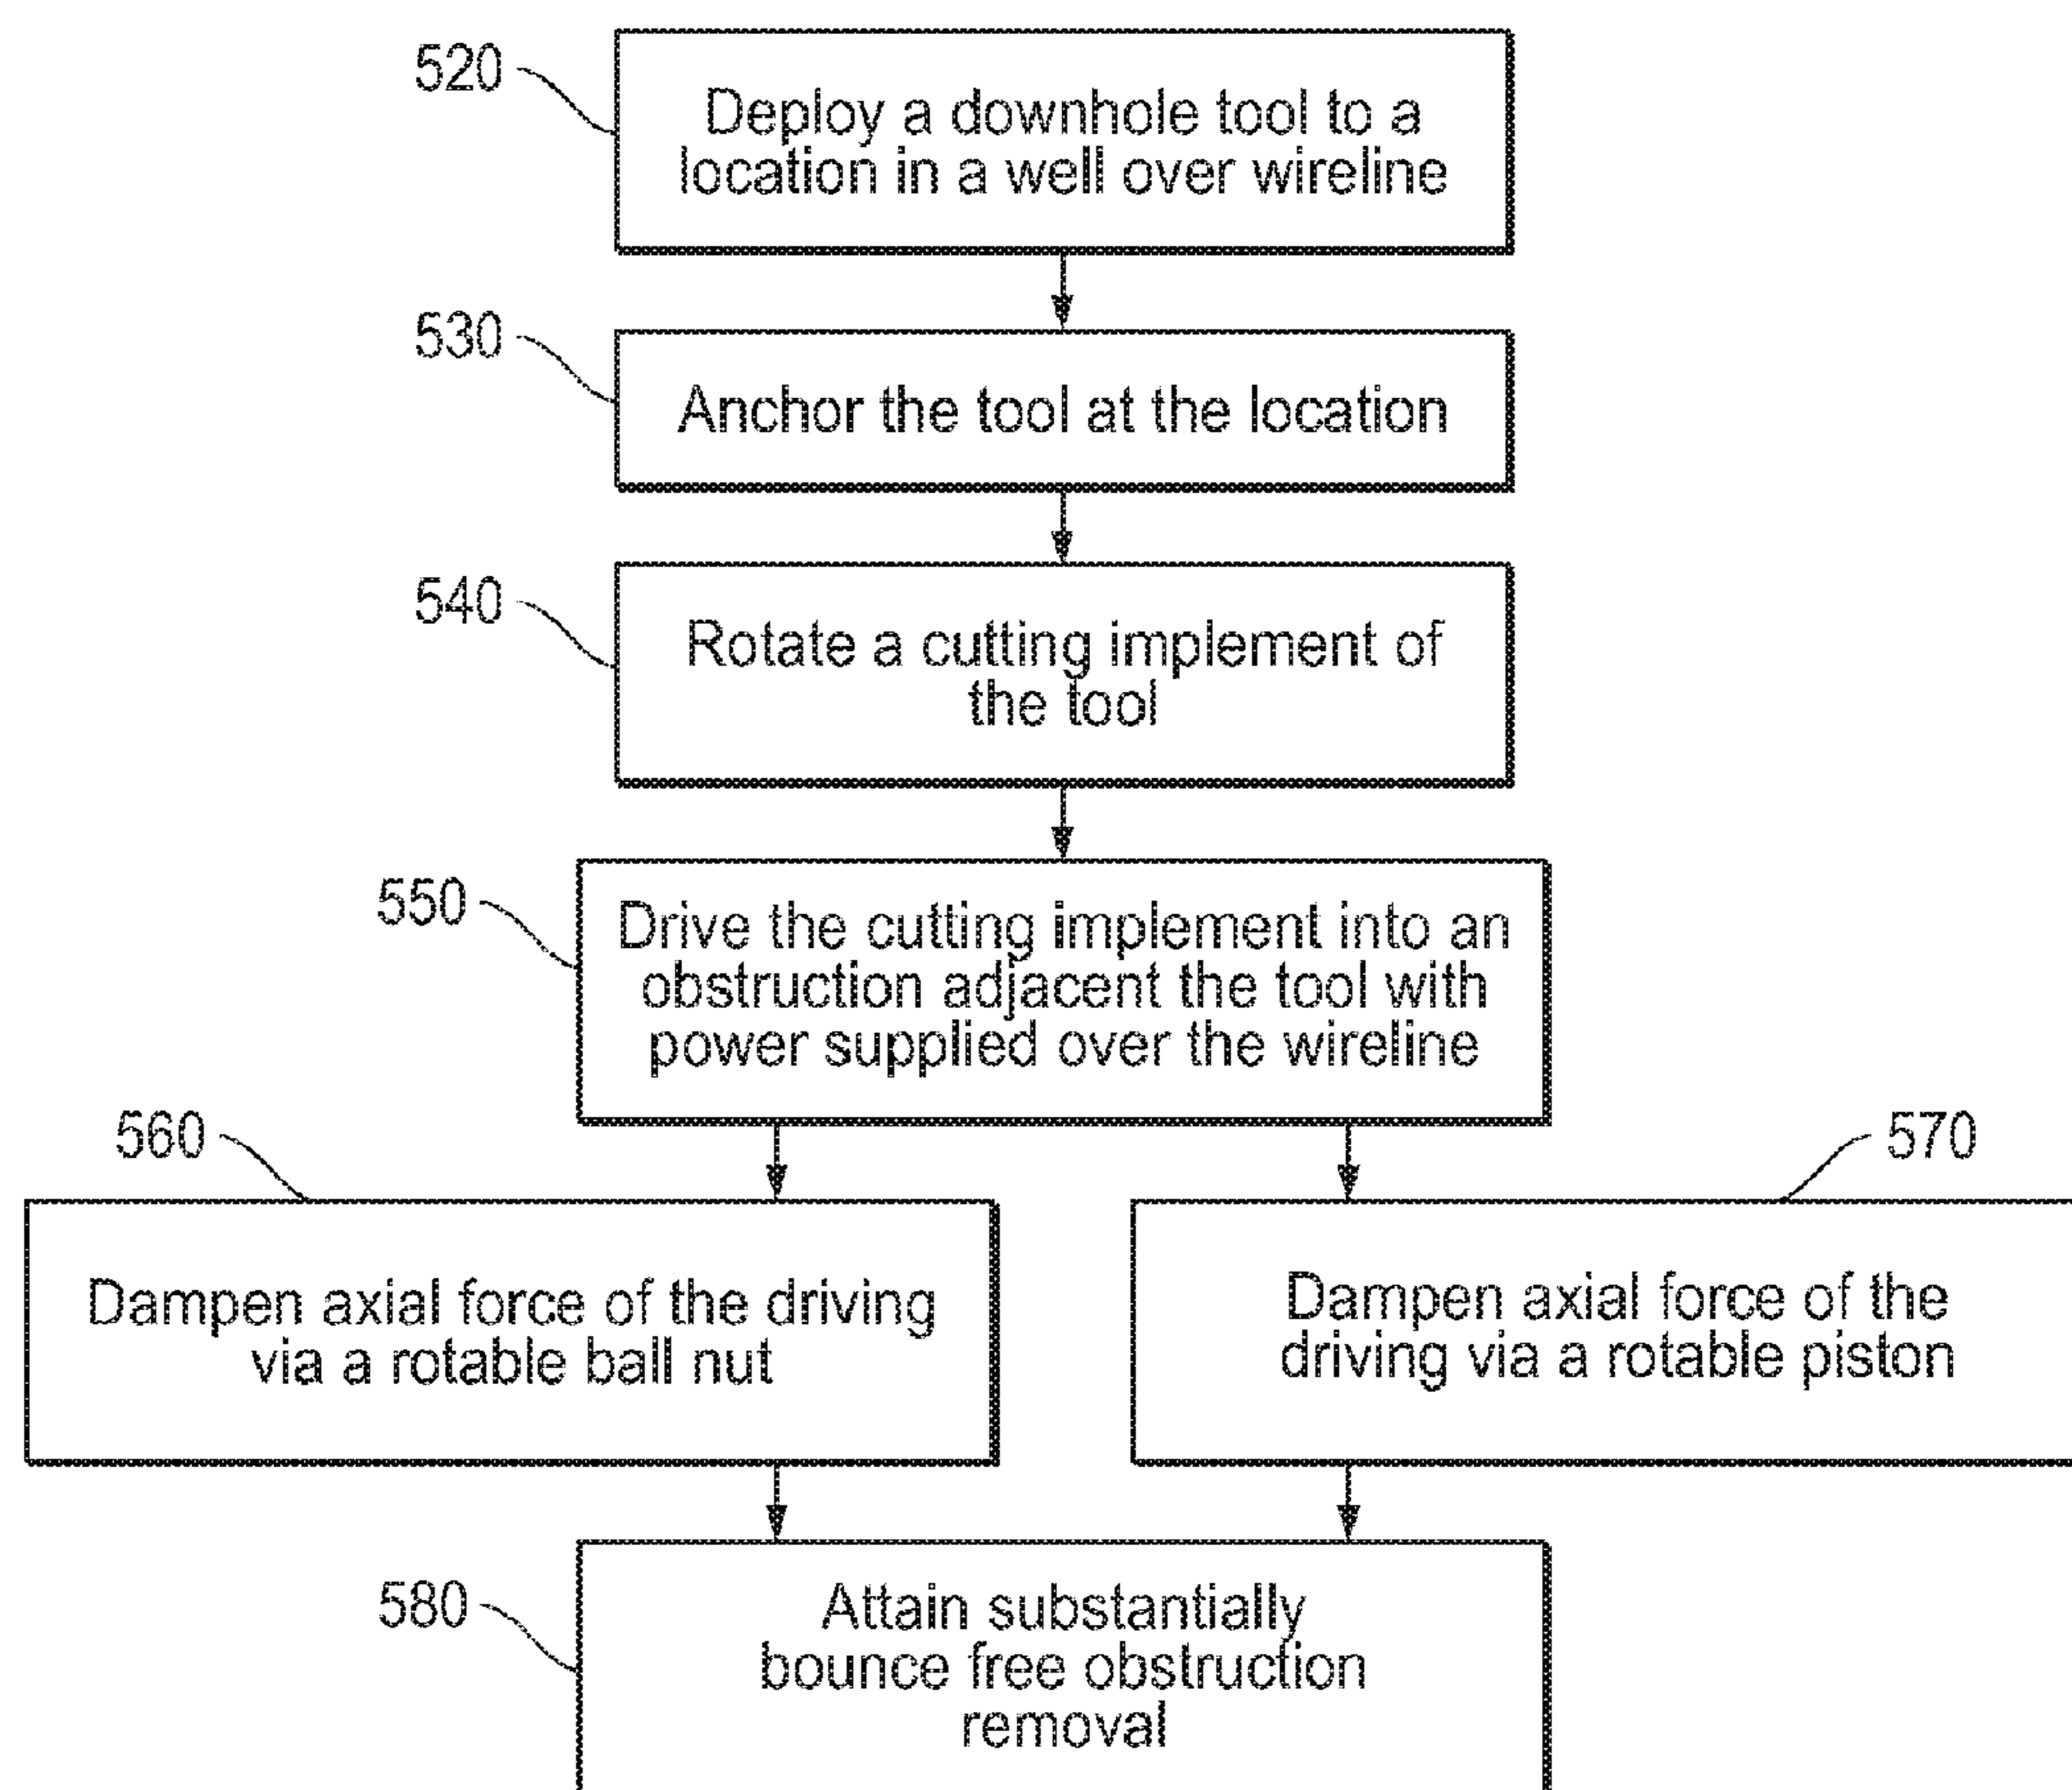 520
Deploy a downhole tool to a
location in a well over wireline
530
Anchor the tool at the location
540
Rotate a cutting implement of
the tool
550
Drive the cutting implement into an
obstruction adjacent the tool with
power supplied over the wireline
560
Dampen axial force of the driving
via a rotable ball nut
570
Dampen axial force of the
driving via a rotable piston
580
Attain substantially
bounce free obstruction
removal